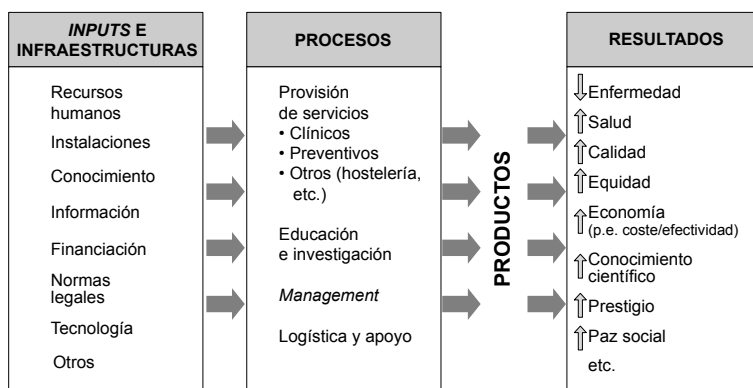 INPUTS E
INFRAESTRUCTURAS
Recursos
humanos
Instalaciones
Conocimiento
Información
Financiación
Normas
legales
Tecnología
Otros
PROCESOS
Provisión
de servicios
• Clínicos
• Preventivos
• Otros (hostelería,
etc.)
Educación
e investigación
Management
Logística y apoyo
PRODUCTOS
RESULTADOS
Enfermedad
Salud
Calidad
Equidad
Economía
(p.e. coste/efectividad)
Conocimiento
científico
Prestigio
Paz social
etc.